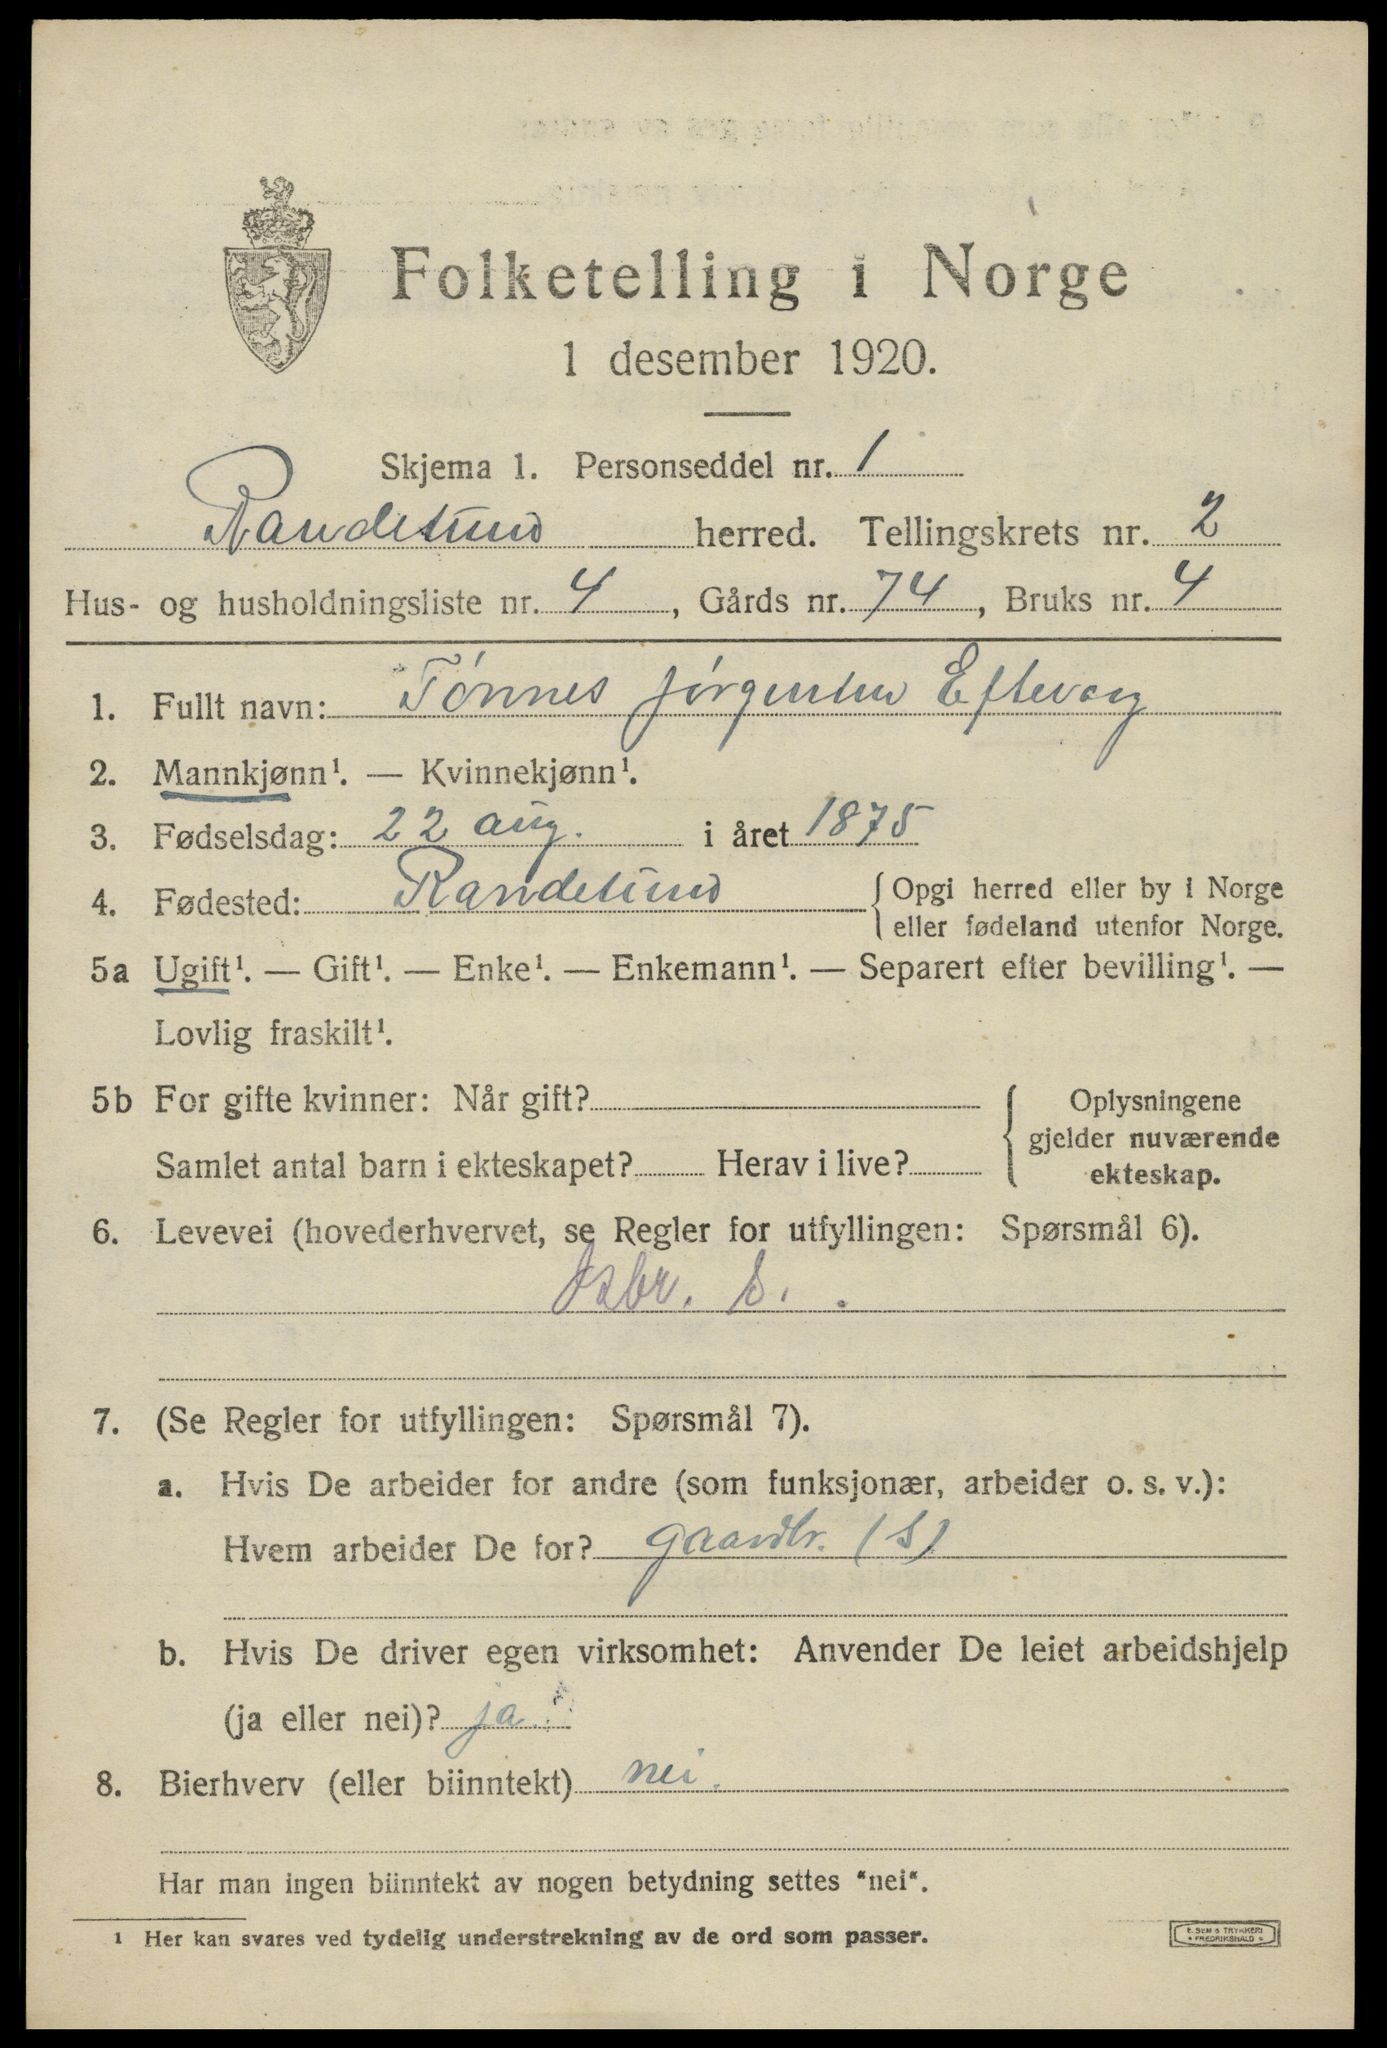 Folketelling i Norge
1 desember 1920.
Skjema 1. Personseddel nr. 1
Randesund herred. Tellingskrets nr. 2
Hus- og husholdningsliste nr. 4, Gårds nr. 74, Bruks nr. 4
1. Fullt navn: Tønnes Jørgensen Eftevag
2. Mannkjønn¹. — Kvinnekjønn¹.
3. Fødselsdag: 22 aug. i året 1875
4. Fødested: Randesund { Opgi herred eller by i Norge
eller fødeland utenfor Norge.
5a Ugift¹. — Gift¹. — Enke¹. — Enkemann¹. — Separert efter bevilling¹. —
Lovlig fraskilt¹.
5b For gifte kvinner: Når gift? { Oplysningene
gjelder nuværende
Samlet antal barn i ekteskapet? Herav i live?
ekteskap.
6. Levevei (hovederhvervet, se Regler for utfyllingen: Spørsmål 6).
7. (Se Regler for utfyllingen: Spørsmål 7).
a. Hvis De arbeider for andre (som funksjonær, arbeider o. s. v.):
Hvem arbeider De for? gaardbr. (S)
b. Hvis De driver egen virksomhet: Anvender De leiet arbeidshjelp
(ja eller nei)? ja
8. Bierhverv (eller biinntekt) nei.
Har man ingen biinntekt av nogen betydning settes "nei".
¹ Her kan svares ved tydelig understrekning av de ord som passer.
E. SEM'S TRYKKERI
FREDRIKSHALD